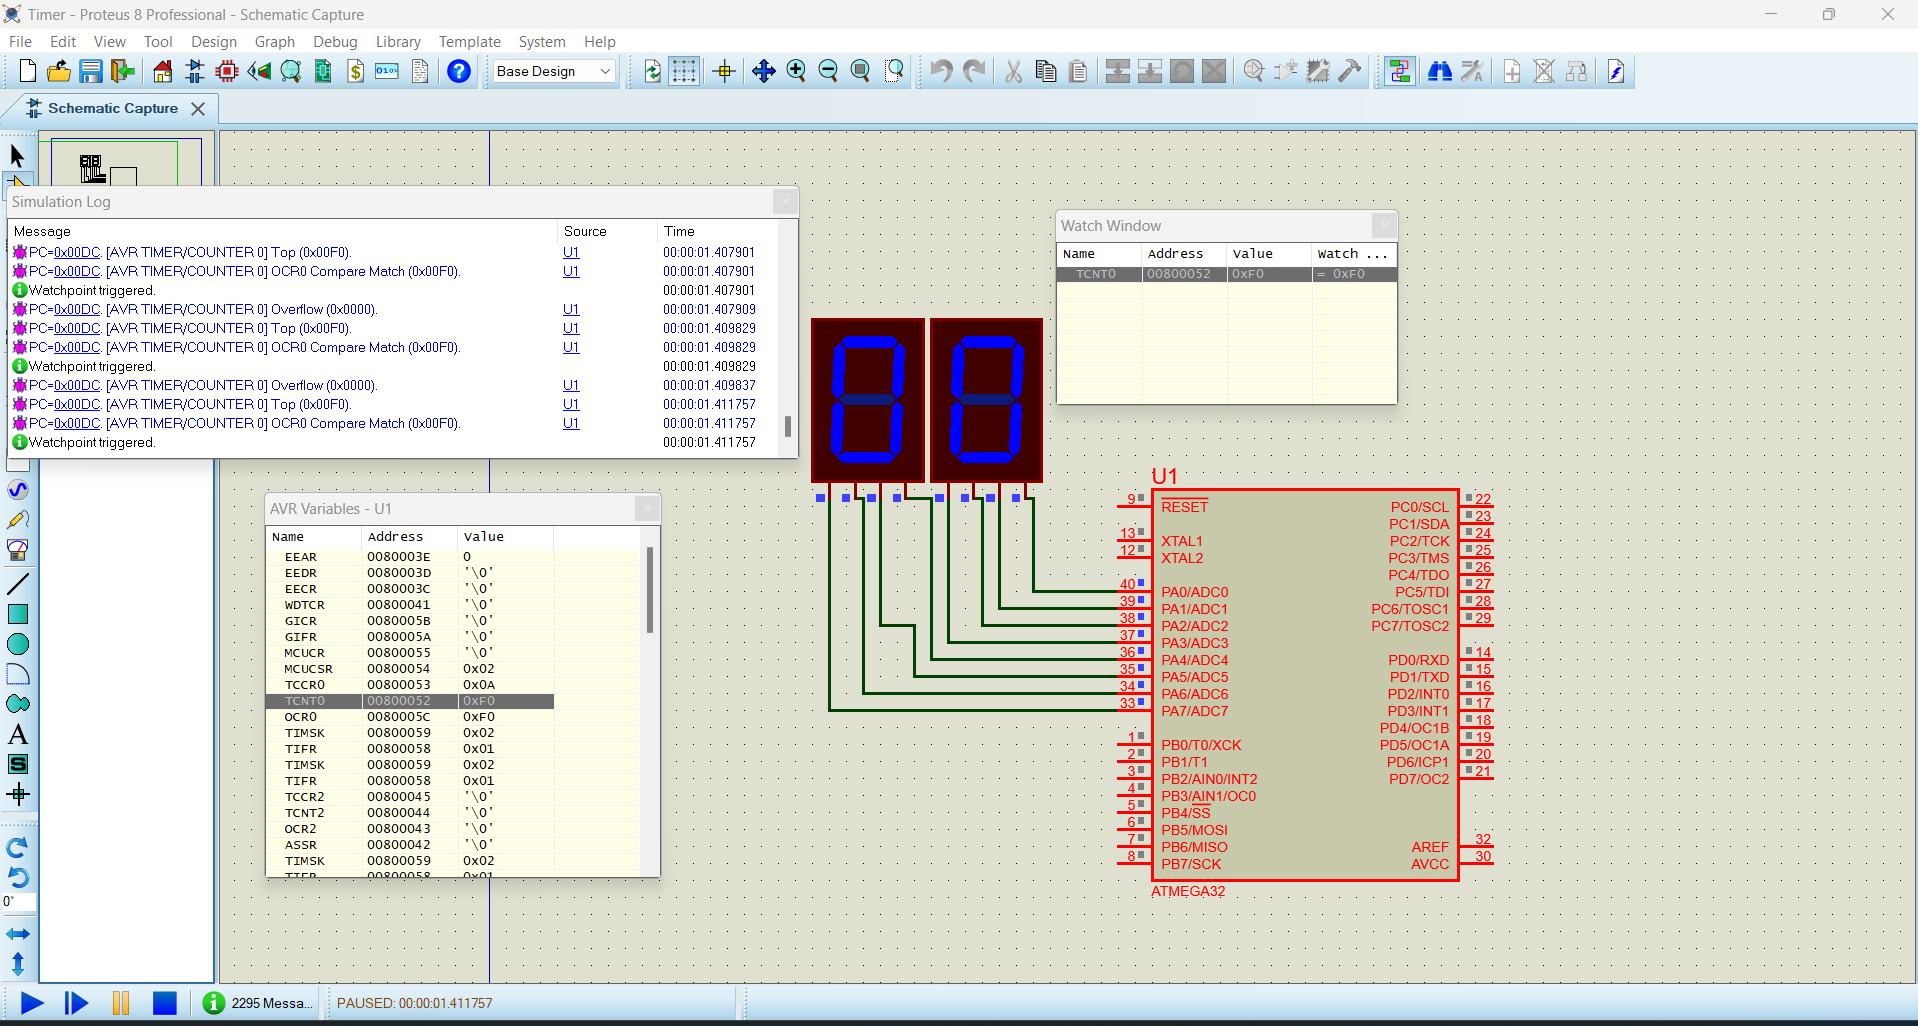 Timer - Proteus 8 Professional - Schematic Capture
File Edit View Tool Design Graph Debug Library Template System Help
Base Design
Schematic Capture
Simulation Log
Message Source Time
PC=0x00DC. [AVR TIMER/COUNTER 0] Top (0x00F0). U1 00:00:01.407901
PC=0x00DC. [AVR TIMER/COUNTER 0] OCR0 Compare Match (0x00F0). U1 00:00:01.407901
Watchpoint triggered. 00:00:01.407901
PC=0x00DC. [AVR TIMER/COUNTER 0] Overflow (0x0000). U1 00:00:01.407909
PC=0x00DC. [AVR TIMER/COUNTER 0] Top (0x00F0). U1 00:00:01.409829
PC=0x00DC. [AVR TIMER/COUNTER 0] OCR0 Compare Match (0x00F0). U1 00:00:01.409829
Watchpoint triggered. 00:00:01.409829
PC=0x00DC. [AVR TIMER/COUNTER 0] Overflow (0x0000). U1 00:00:01.409837
PC=0x00DC. [AVR TIMER/COUNTER 0] Top (0x00F0). U1 00:00:01.411757
PC=0x00DC. [AVR TIMER/COUNTER 0] OCR0 Compare Match (0x00F0). U1 00:00:01.411757
Watchpoint triggered. 00:00:01.411757
Watch Window
Name Address Value Watch ...
TCNT0 00800052 0xF0 = 0xF0
00
AVR Variables - U1
Name Address Value
EEAR 0080003E 0
EEDR 0080003D '\0'
EECR 0080003C '\0'
WDTCR 00800041 '\0'
GICR 0080005B '\0'
GIFR 0080005A '\0'
MCUCR 00800055 '\0'
MCUCSR 00800054 0x02
TCCR0 00800053 0x0A
TCNT0 00800052 0xF0
OCR0 0080005C 0xF0
TIMSK 00800059 0x02
TIFR 00800058 0x01
TIMSK 00800059 0x02
TIFR 00800058 0x01
TCCR2 00800045 '\0'
TCNT2 00800044 '\0'
OCR2 00800043 '\0'
ASSR 00800042 '\0'
TIMSK 00800059 0x02
TIFR 00800058 0x01
U1
9 RESET
13 XTAL1
12 XTAL2
40 PA0/ADC0
39 PA1/ADC1
38 PA2/ADC2
37 PA3/ADC3
36 PA4/ADC4
35 PA5/ADC5
34 PA6/ADC6
33 PA7/ADC7
1 PB0/T0/XCK
2 PB1/T1
3 PB2/AIN0/INT2
4 PB3/AIN1/OC0
5 PB4/SS
6 PB5/MOSI
7 PB6/MISO
8 PB7/SCK
PC0/SCL 22
PC1/SDA 23
PC2/TCK 24
PC3/TMS 25
PC4/TDO 26
PC5/TDI 27
PC6/TOSC1 28
PC7/TOSC2 29
PD0/RXD 14
PD1/TXD 15
PD2/INT0 16
PD3/INT1 17
PD4/OC1B 18
PD5/OC1A 19
PD6/ICP1 20
PD7/OC2 21
AREF 32
AVCC 30
ATMEGA32
0°
2295 Messa...
PAUSED: 00:00:01.411757